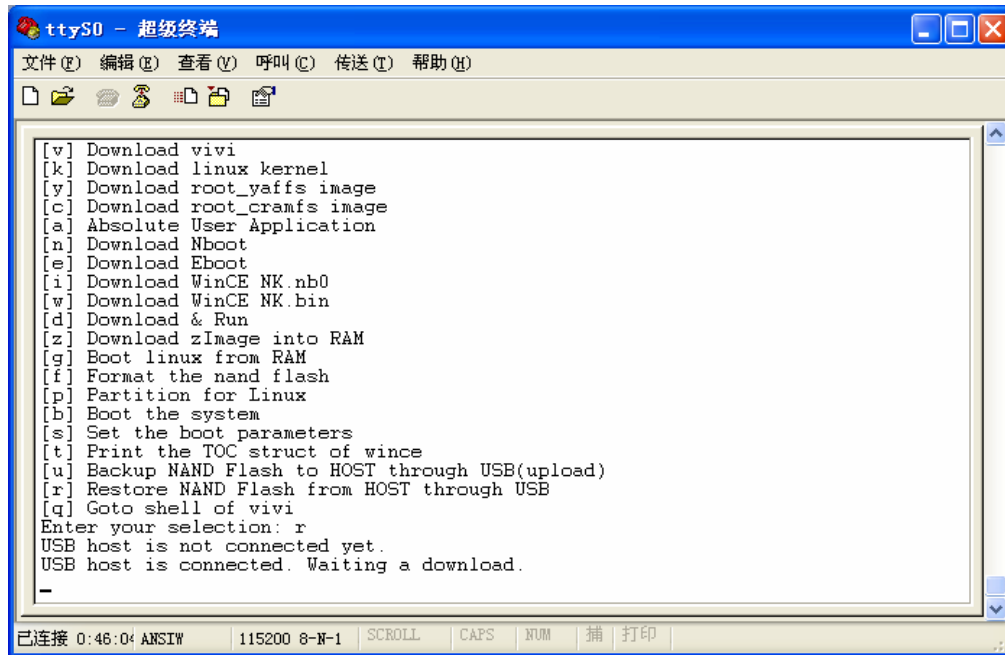 ttyS0 - 超级终端
文件(F) 编辑(E) 查看(V) 呼叫(C) 传送(T) 帮助(H)
[v] Download vivi
[k] Download linux kernel
[y] Download root_yaffs image
[c] Download root_cramfs image
[a] Absolute User Application
[n] Download Nboot
[e] Download Eboot
[i] Download WinCE NK.nb0
[w] Download WinCE NK.bin
[d] Download & Run
[z] Download zImage into RAM
[g] Boot linux from RAM
[f] Format the nand flash
[p] Partition for Linux
[b] Boot the system
[s] Set the boot parameters
[t] Print the TOC struct of wince
[u] Backup NAND Flash to HOST through USB(upload)
[r] Restore NAND Flash from HOST through USB
[q] Goto shell of vivi
Enter your selection: r
USB host is not connected yet.
USB host is connected. Waiting a download.
已连接 0:46:04 ANSIW 115200 8-N-1 SCROLL CAPS NUM 捕 打印